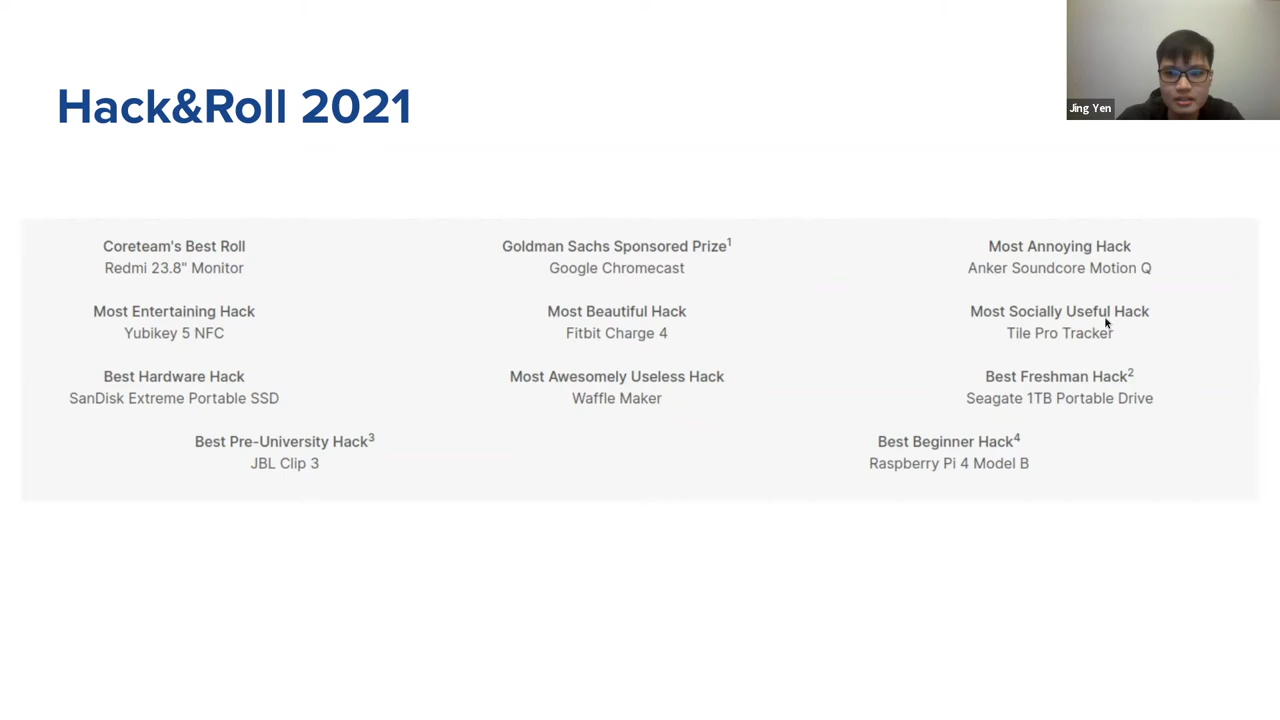 Hack&Roll 2021
Jing Yen
Coreteam's Best Roll
Redmi 23.8" Monitor
Goldman Sachs Sponsored Prize1
Google Chromecast
Most Annoying Hack
Anker Soundcore Motion Q
Most Entertaining Hack
Yubikey 5 NFC
Most Beautiful Hack
Fitbit Charge 4
Most Socially Useful Hack
Tile Pro Tracker
Best Hardware Hack
SanDisk Extreme Portable SSD
Most Awesomely Useless Hack
Waffle Maker
Best Freshman Hack2
Seagate 1TB Portable Drive
Best Pre-University Hack3
JBL Clip 3
Best Beginner Hack4
Raspberry Pi 4 Model B